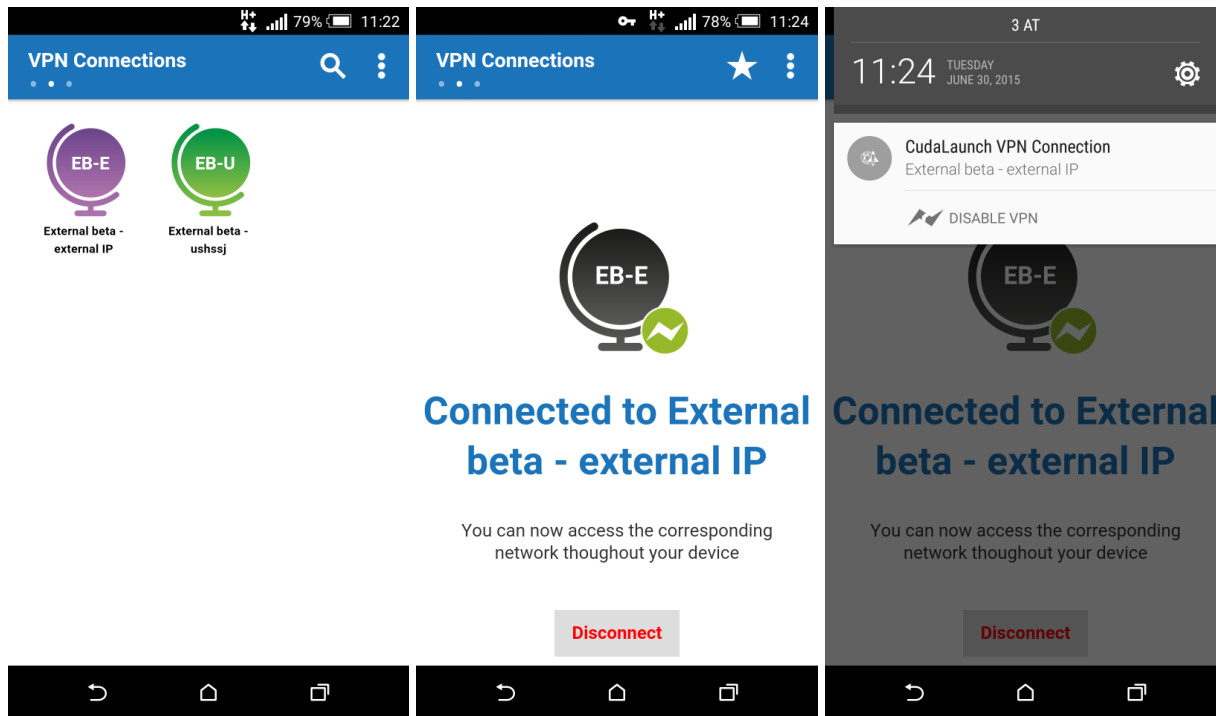 H+ 79% 11:22
VPN Connections
EB-E
EB-U
External beta -
external IP
External beta -
ushssj
H+ 78% 11:24
VPN Connections
EB-E
Connected to External
beta - external IP
You can now access the corresponding
network thoughout your device
Disconnect
3 AT
11:24
TUESDAY
JUNE 30, 2015
CudaLaunch VPN Connection
External beta - external IP
DISABLE VPN
EB-E
Connected to External
beta - external IP
You can now access the corresponding
network thoughout your device
Disconnect